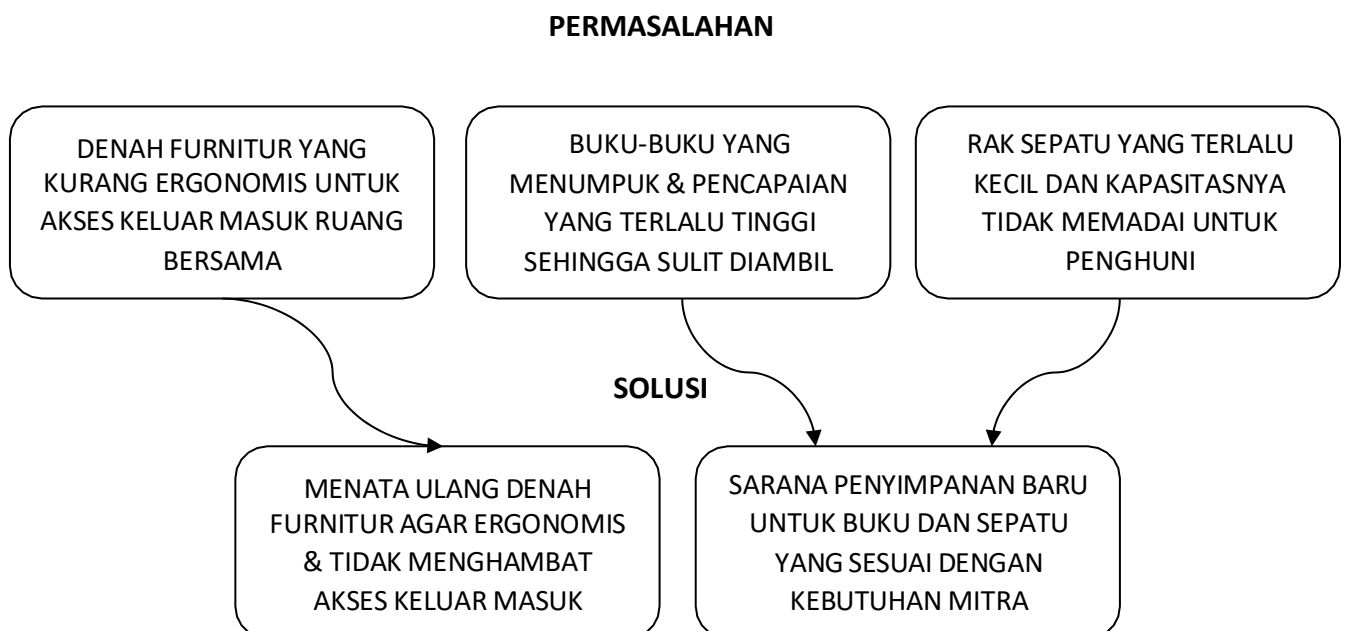 PERMASALAHAN
DENAH FURNITUR YANG
KURANG ERGONOMIS UNTUK
AKSES KELUAR MASUK RUANG
BERSAMA
BUKU-BUKU YANG
MENUMPUK & PENCAPAIAN
YANG TERLALU TINGGI
SEHINGGA SULIT DIAMBIL
RAK SEPATU YANG TERLALU
KECIL DAN KAPASITASNYA
TIDAK MEMADAI UNTUK
PENGHUNI
SOLUSI
MENATA ULANG DENAH
FURNITUR AGAR ERGONOMIS
& TIDAK MENGHAMBAT
AKSES KELUAR MASUK
SARANA PENYIMPANAN BARU
UNTUK BUKU DAN SEPATU
YANG SESUAI DENGAN
KEBUTUHAN MITRA